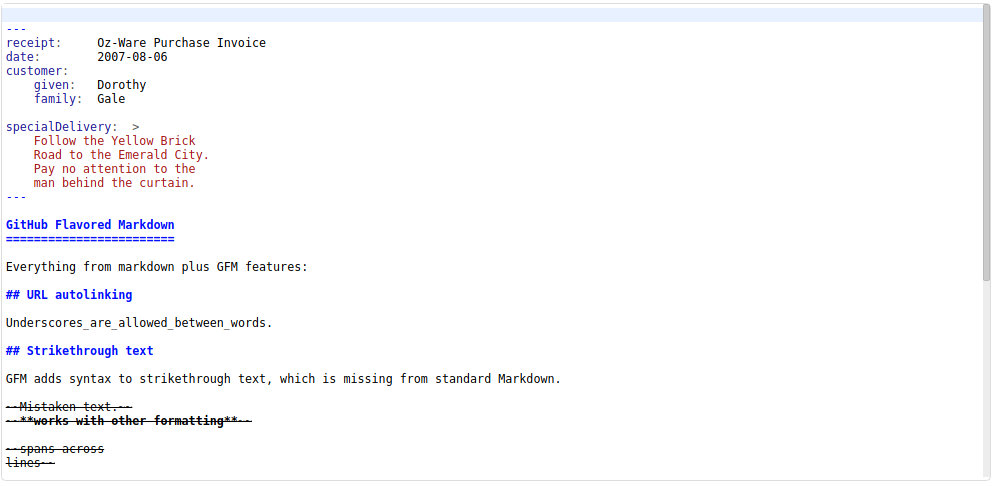 ---
receipt:     Oz-Ware Purchase Invoice
date:        2007-08-06
customer:
    given:   Dorothy
    family:  Gale

specialDelivery:  >
    Follow the Yellow Brick
    Road to the Emerald City.
    Pay no attention to the
    man behind the curtain.
---

GitHub Flavored Markdown
========================

Everything from markdown plus GFM features:

## URL autolinking

Underscores_are_allowed_between_words.

## Strikethrough text

GFM adds syntax to strikethrough text, which is missing from standard Markdown.

~~Mistaken text.~~
~~**works with other formatting**~~

~~spans across
lines~~